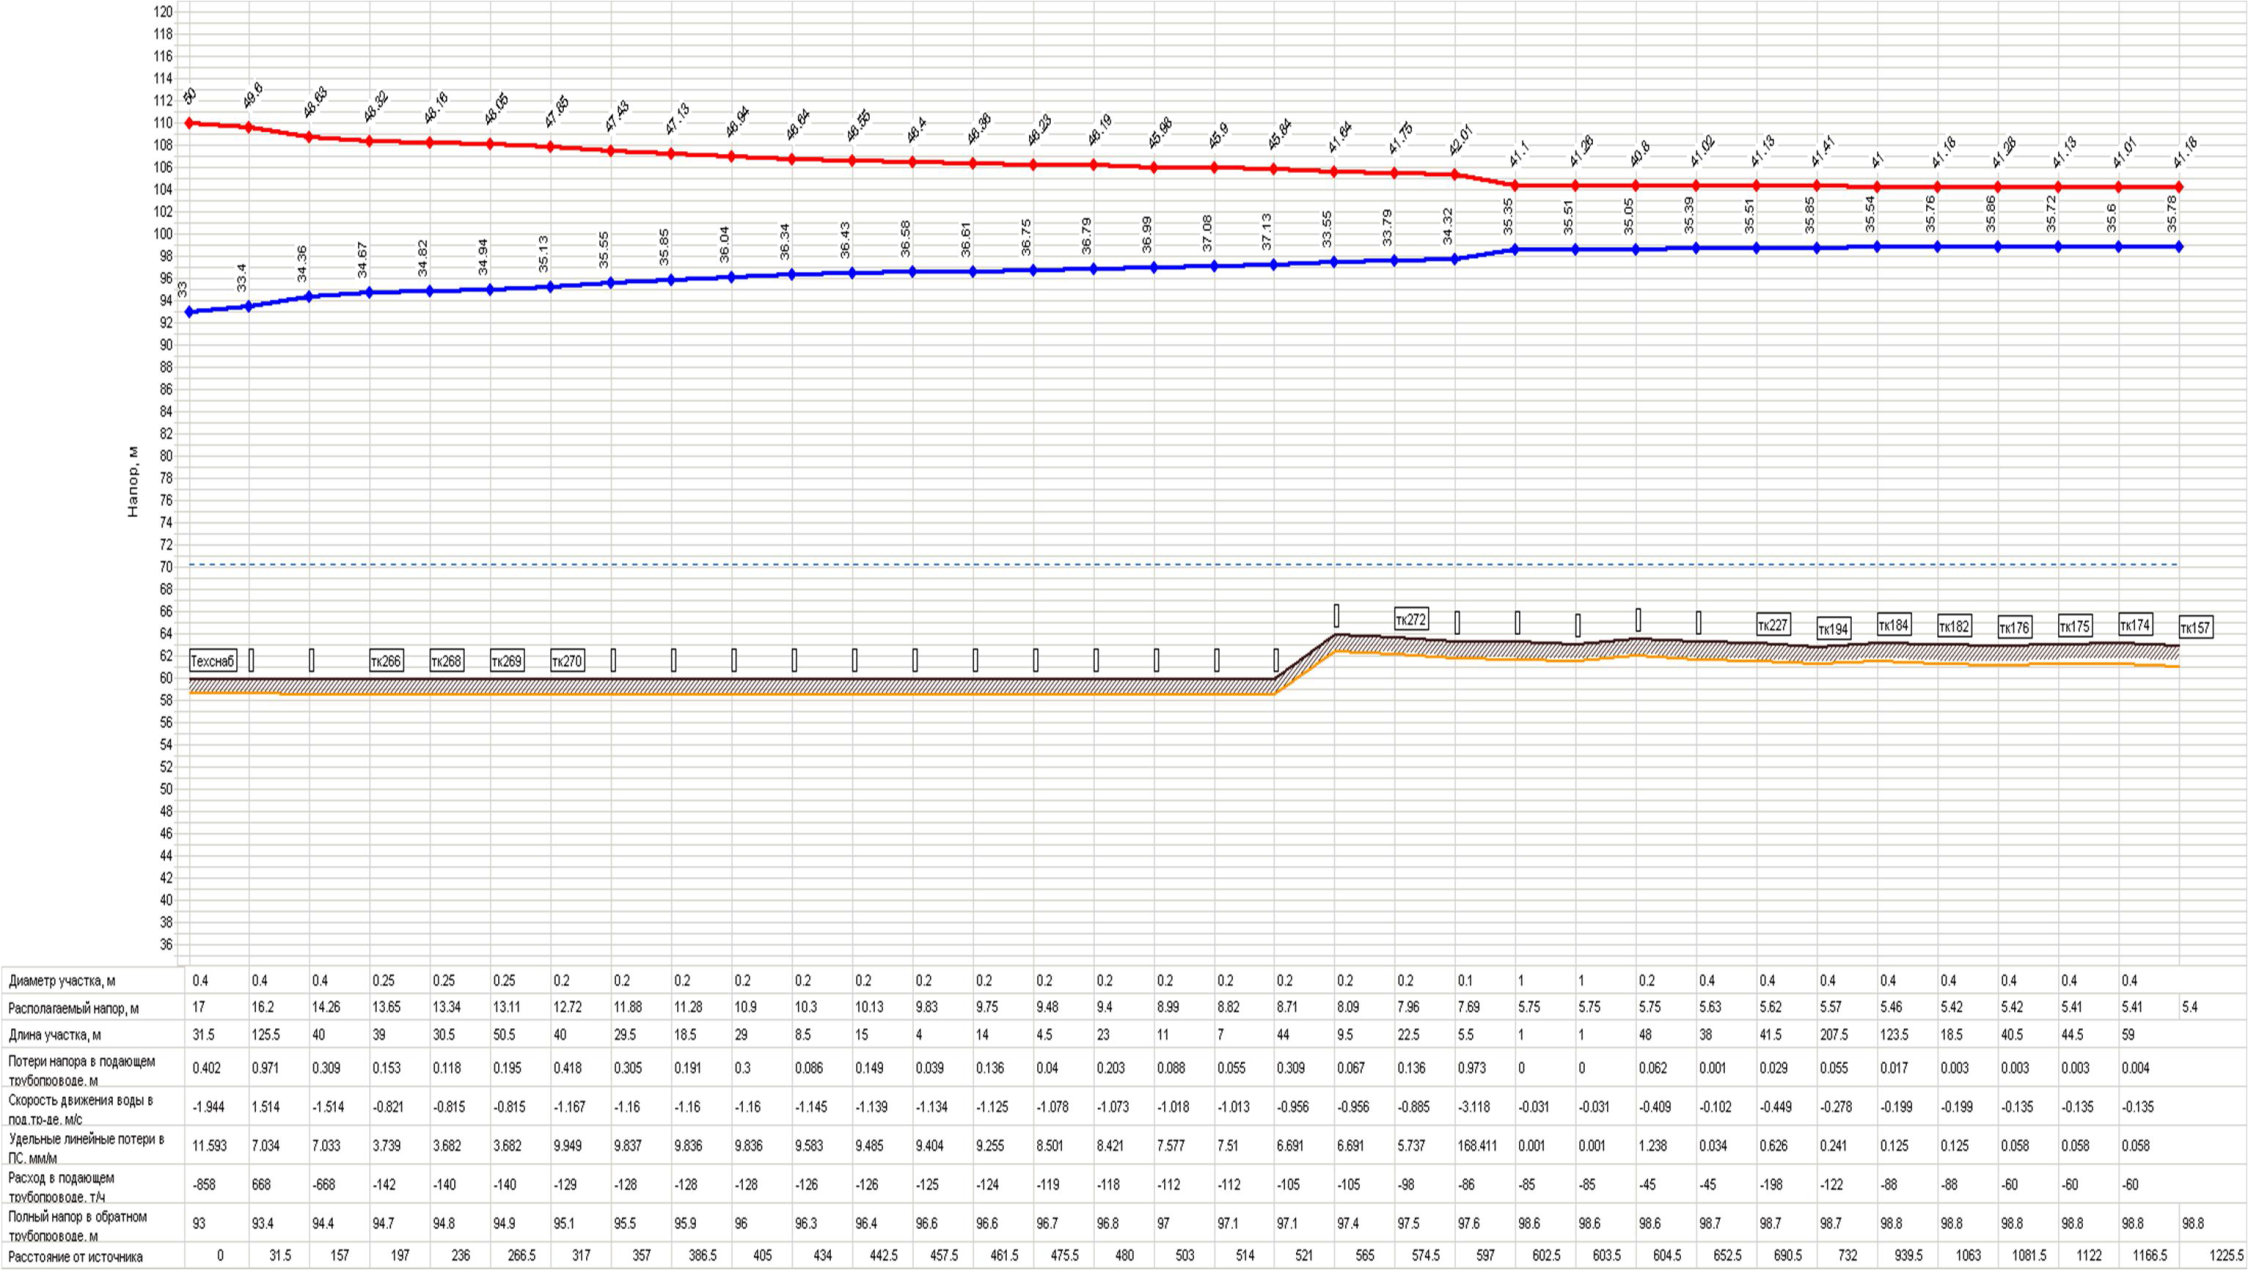 120
118
116
114
112
110
108
106
104
102
100
98
96
94
92
90
88
86
84
82
80
78
76
74
72
70
68
66
64
62
60
58
56
54
52
50
48
46
44
42
40
38
36
Напор, м
50 49.6 48.63 48.32 48.16 48.05 47.85 47.43 47.13 46.94 46.64 46.55 46.4 46.36 46.23 46.19 45.98 45.9 45.84 41.64 41.75 42.01 41.1 41.26 40.8 41.02 41.13 41.41 41 41.18 41.28 41.13 41.01 41.18
33 33.4 34.36 34.67 34.82 34.94 35.13 35.55 35.85 36.04 36.34 36.43 36.58 36.61 36.75 36.79 36.99 37.08 37.13 33.55 33.79 34.32 35.35 35.51 35.05 35.39 35.51 35.85 35.54 35.76 35.86 35.72 35.6 35.78
Техснаб тк266 тк268 тк269 тк270 тк272 тк227 тк194 тк184 тк182 тк176 тк175 тк174 тк157
Диаметр участка, м 0.4 0.4 0.4 0.25 0.25 0.25 0.2 0.2 0.2 0.2 0.2 0.2 0.2 0.2 0.2 0.2 0.2 0.2 0.2 0.2 0.2 0.1 1 1 0.2 0.4 0.4 0.4 0.4 0.4 0.4 0.4 0.4
Располагаемый напор, м 17 16.2 14.26 13.65 13.34 13.11 12.72 11.88 11.28 10.9 10.3 10.13 9.83 9.75 9.48 9.4 8.99 8.82 8.71 8.09 7.96 7.69 5.75 5.75 5.75 5.63 5.62 5.57 5.46 5.42 5.42 5.41 5.41 5.4
Длина участка, м 31.5 125.5 40 39 30.5 50.5 40 29.5 18.5 29 8.5 15 4 14 4.5 23 11 7 44 9.5 22.5 5.5 1 1 48 38 41.5 207.5 123.5 18.5 40.5 44.5 59
Потери напора в подающем
трубопроводе, м 0.402 0.971 0.309 0.153 0.118 0.195 0.418 0.305 0.191 0.3 0.086 0.149 0.039 0.136 0.04 0.203 0.088 0.055 0.309 0.067 0.136 0.973 0 0 0.062 0.001 0.029 0.055 0.017 0.003 0.003 0.003 0.004
Скорость движения воды в
под.тр-де, м/с -1.944 1.514 -1.514 -0.821 -0.815 -0.815 -1.167 -1.16 -1.16 -1.16 -1.145 -1.139 -1.134 -1.125 -1.078 -1.073 -1.018 -1.013 -0.956 -0.956 -0.885 -3.118 -0.031 -0.031 -0.409 -0.102 -0.449 -0.278 -0.199 -0.199 -0.135 -0.135 -0.135
Удельные линейные потери в
ПС, мм/м 11.593 7.034 7.033 3.739 3.682 3.682 9.949 9.837 9.836 9.836 9.583 9.485 9.404 9.255 8.501 8.421 7.577 7.51 6.691 6.691 5.737 168.411 0.001 0.001 1.238 0.034 0.626 0.241 0.125 0.125 0.058 0.058 0.058
Расход в подающем
трубопроводе, т/ч -858 668 -668 -142 -140 -140 -129 -128 -128 -128 -126 -126 -125 -124 -119 -118 -112 -112 -105 -105 -98 -86 -85 -85 -45 -45 -198 -122 -88 -88 -60 -60 -60
Полный напор в обратном
трубопроводе, м 93 93.4 94.4 94.7 94.8 94.9 95.1 95.5 95.9 96 96.3 96.4 96.6 96.6 96.7 96.8 97 97.1 97.1 97.4 97.5 97.6 98.6 98.6 98.6 98.7 98.7 98.7 98.8 98.8 98.8 98.8 98.8 98.8
Расстояние от источника 0 31.5 157 197 236 266.5 317 357 386.5 405 434 442.5 457.5 461.5 475.5 480 503 514 521 565 574.5 597 602.5 603.5 604.5 652.5 690.5 732 939.5 1063 1081.5 1122 1166.5 1225.5